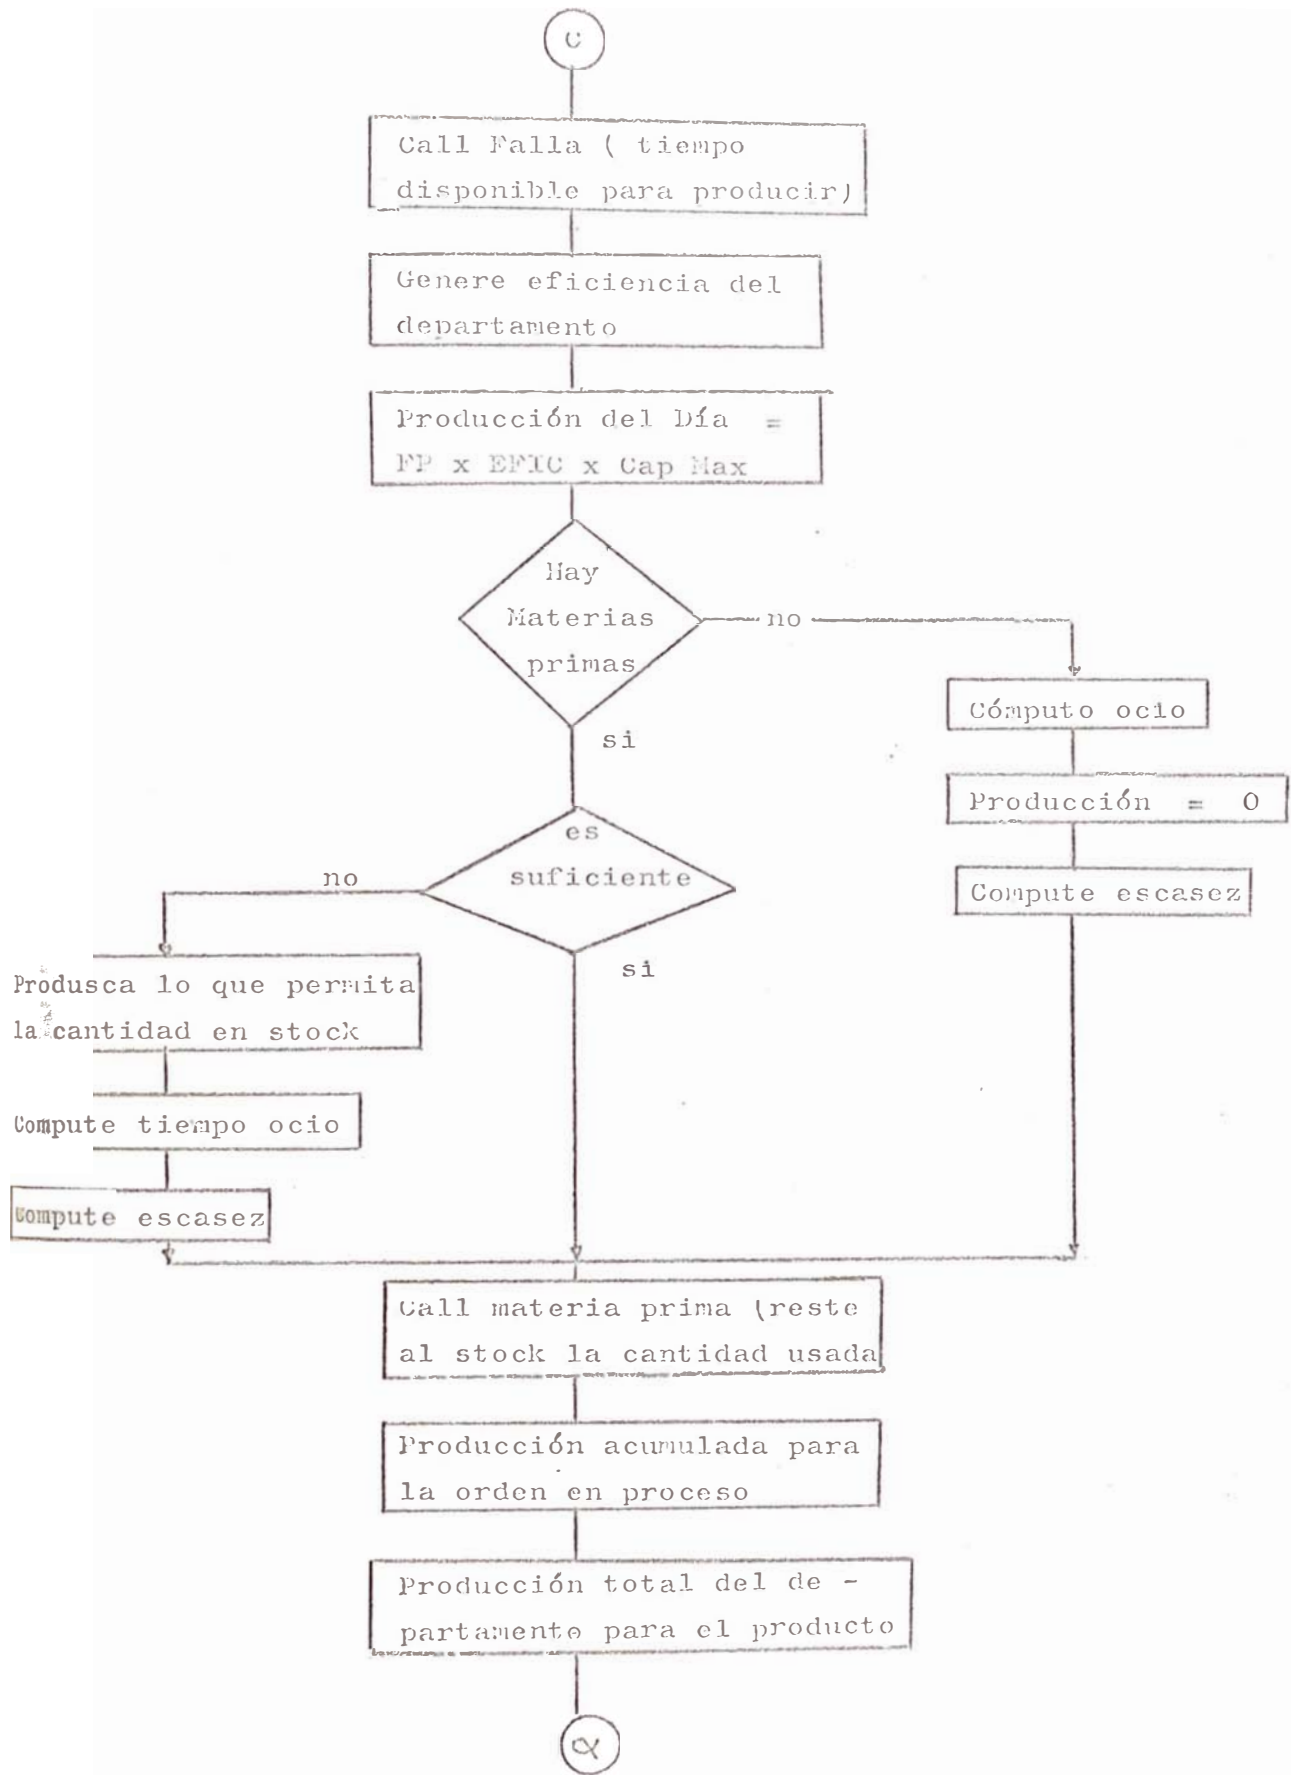 C
Call Falla ( tiempo
disponible para producir)
Genere eficiencia del
departamento
Producción del Día =
FP x EFIC x Cap Max
Hay
Materias
primas
no
si
Cómputo ocio
Producción = 0
Compute escasez
es
suficiente
no
si
Produsca lo que permita
la cantidad en stock
Compute tiempo ocio
Compute escasez
Call materia prima (reste
al stock la cantidad usada
Producción acumulada para
la orden en proceso
Producción total del de -
partamento para el producto
α